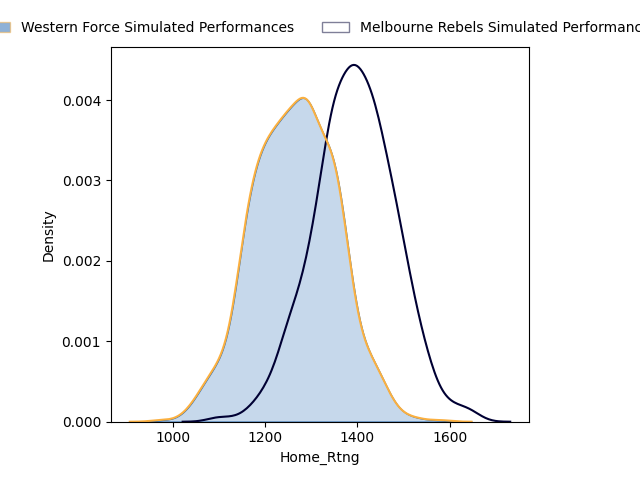 Western Force Simulated Performances Melbourne Rebels Simulated Performanc
0.004
0.003
0.002
0.001
0.000
Density
1000 1200 1400 1600
Home_Rtng